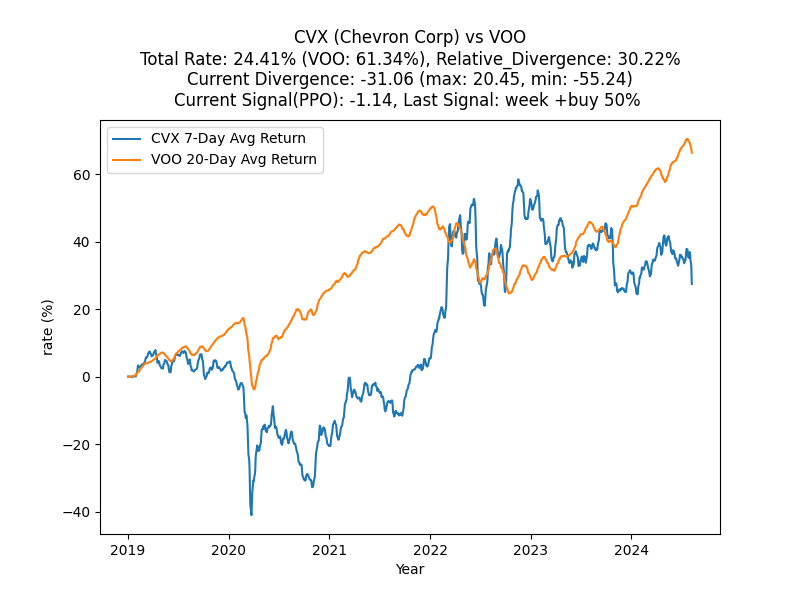 CVX (Chevron Corp) vs VOO
Total Rate: 24.41% (VOO: 61.34%), Relative_Divergence: 30.22%
Current Divergence: -31.06 (max: 20.45, min: -55.24)
Current Signal(PPO): -1.14, Last Signal: week +buy 50%
CVX 7-Day Avg Return
VOO 20-Day Avg Return
rate (%)
60
40
20
0
−20
−40
2019 2020 2021 2022 2023 2024
Year